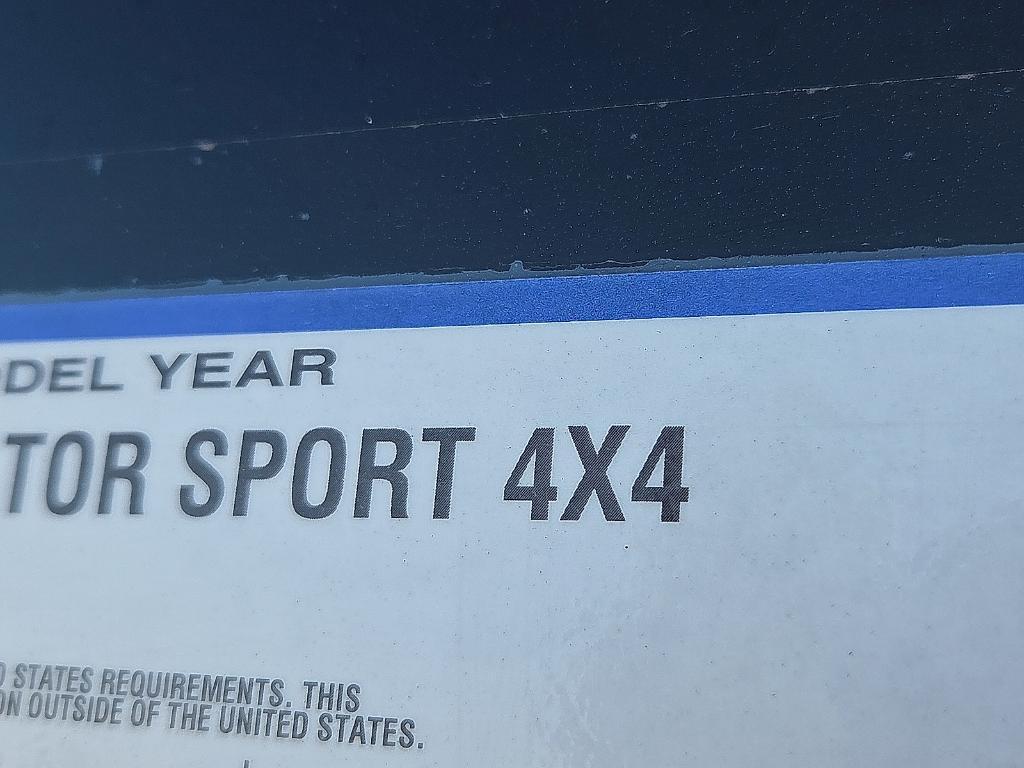 DEL YEAR
TOR SPORT 4X4
STATES REQUIREMENTS. THIS
ON OUTSIDE OF THE UNITED STATES.